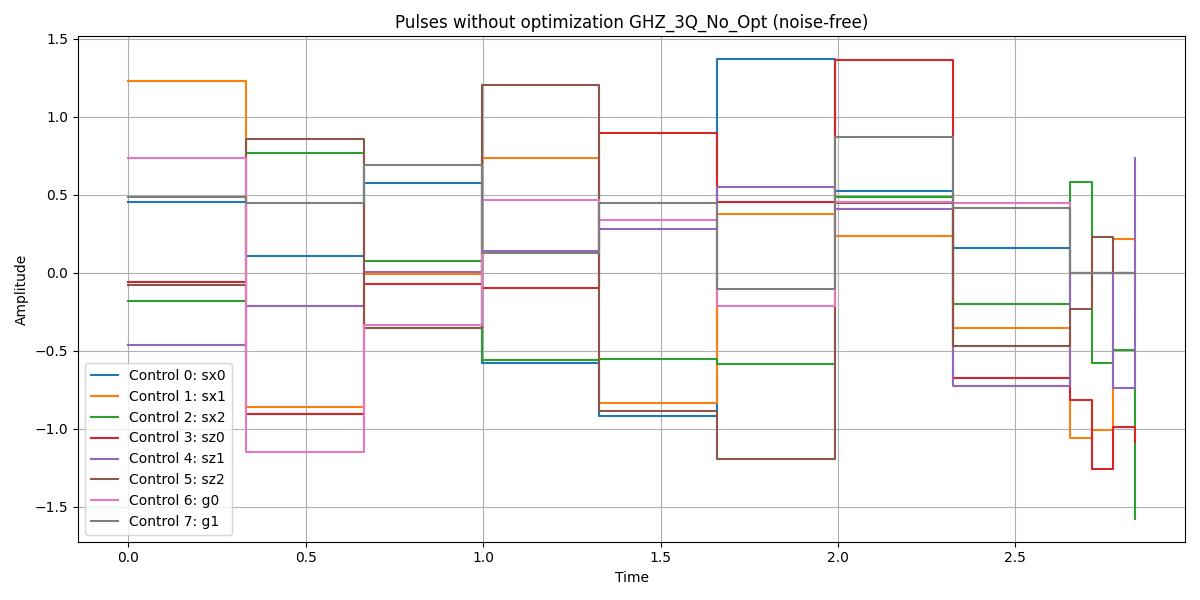 Pulses without optimization GHZ_3Q_No_Opt (noise-free)
1.5
1.0
0.5
0.0
−0.5
−1.0
−1.5
Amplitude
Control 0: sx0
Control 1: sx1
Control 2: sx2
Control 3: sz0
Control 4: sz1
Control 5: sz2
Control 6: g0
Control 7: g1
0.0 0.5 1.0 1.5 2.0 2.5
Time